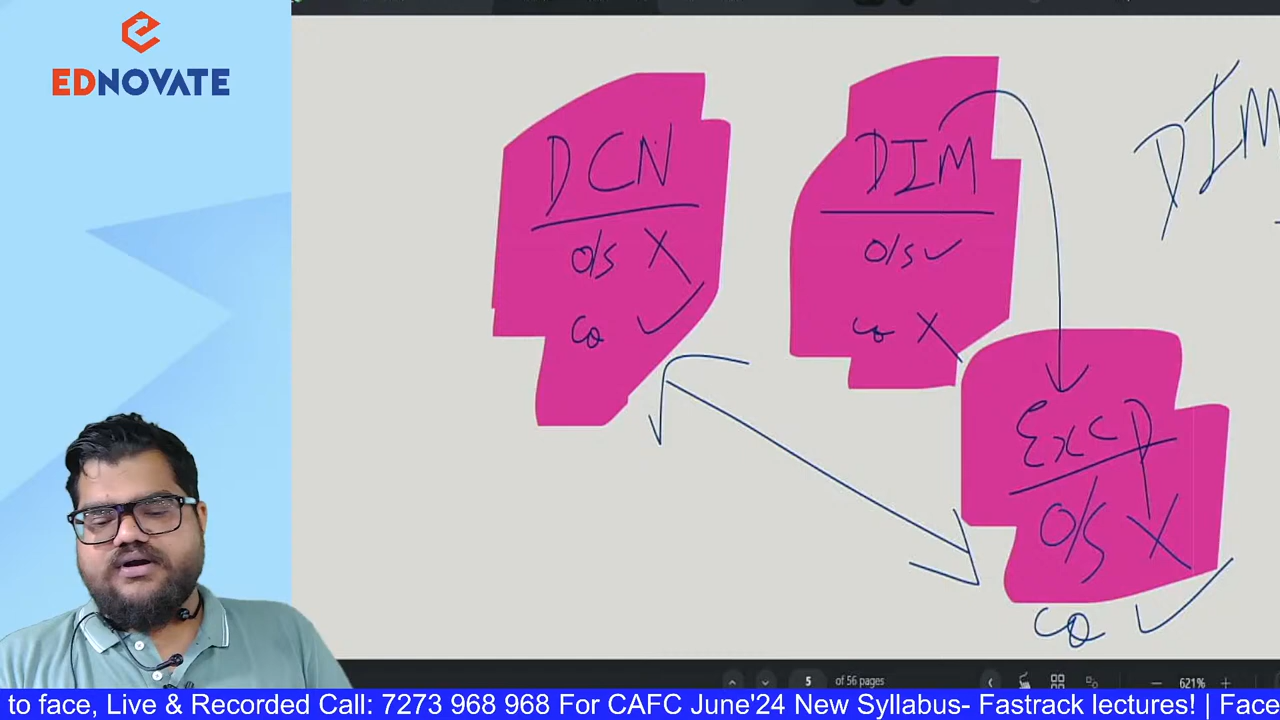 EDNOVATE
DCN
O/S X
Co ✓
DIM
O/S ✓
Co X
DIM
Excp
O/S X
Co ✓
5 of 56 pages
621%
to face, Live & Recorded Call: 7273 968 968 For CAFC June'24 New Syllabus- Fastrack lectures! | Face